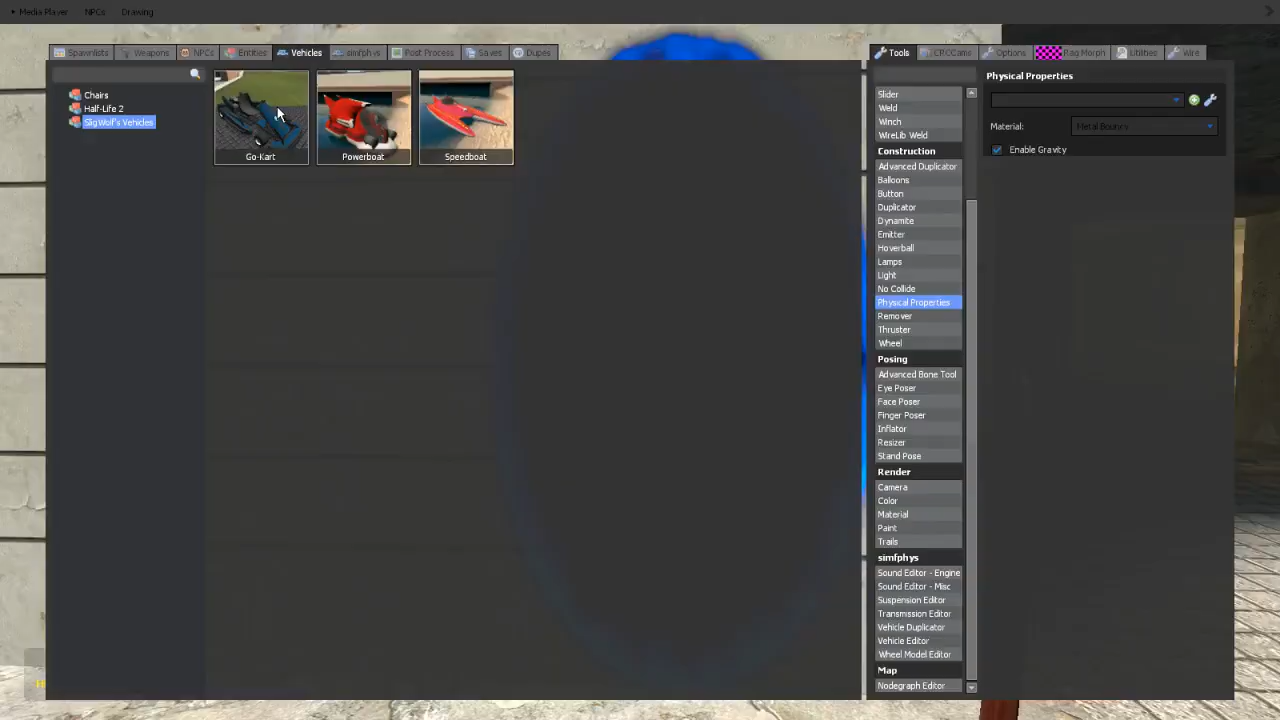 Media Player NPCs Drawing
Spawnlists Weapons NPCs Entities Vehicles simfphys Post Process Saves Dupes
Tools CRCCams Options Rag Morph Utilities Wire
Chairs
Half-Life 2
SligWolf's Vehicles
Go-Kart
Powerboat
Speedboat
Slider
Weld
Winch
WireLib Weld
Construction
Advanced Duplicator
Balloons
Button
Duplicator
Dynamite
Emitter
Hoverball
Lamps
Light
No Collide
Physical Properties
Remover
Thruster
Wheel
Posing
Advanced Bone Tool
Eye Poser
Face Poser
Finger Poser
Inflator
Resizer
Stand Pose
Render
Camera
Color
Material
Paint
Trails
simfphys
Sound Editor - Engine
Sound Editor - Misc
Suspension Editor
Transmission Editor
Vehicle Duplicator
Vehicle Editor
Wheel Model Editor
Map
Nodegraph Editor
Physical Properties
Material: Metal Bouncy
Enable Gravity